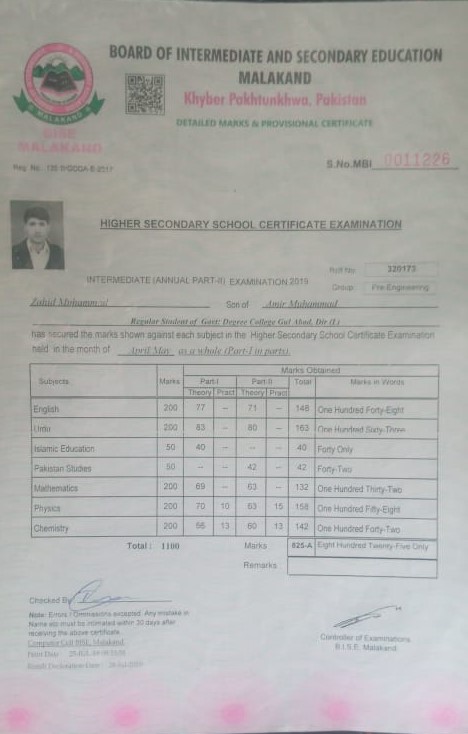 BOARD OF INTERMEDIATE AND SECONDARY EDUCATION
MALAKAND
Khyber Pakhtunkhwa, Pakistan
DETAILED MARKS & PROVISIONAL CERTIFICATE
MALAKAND
BISE
MALAKAND
Reg. No:
S.No.MBI 0011226
HIGHER SECONDARY SCHOOL CERTIFICATE EXAMINATION
Roll No: 320173
INTERMEDIATE (ANNUAL PART-II) EXAMINATION 2019
Group: Pre-Engineering
Zahid Mohammad Son of Amir Muhammad
Regular Student of Govt: Degree College Gul Abad, Dir (L)
has secured the marks shown against each subject in the Higher Secondary School Certificate Examination
held in the month of April May, as a whole (Part-I in parts).
Subjects Marks Marks Obtained
Part-I Part-II Total Marks in Words
Theory Pract Theory Pract
English 200 77 -- 71 -- 148 One Hundred Forty-Eight
Urdu 200 83 -- 80 -- 163 One Hundred Sixty-Three
Islamic Education 50 40 -- -- -- 40 Forty Only
Pakistan Studies 50 -- -- 42 -- 42 Forty-Two
Mathematics 200 69 -- 63 -- 132 One Hundred Thirty-Two
Physics 200 70 10 63 15 158 One Hundred Fifty-Eight
Chemistry 200 56 13 60 13 142 One Hundred Forty-Two
Total : 1100 Marks 825-A Eight Hundred Twenty-Five Only
Remarks
Checked By
Note: Errors / Ommissions excepted. Any mistake in
Name etc must be intimated within 30 days after
receiving the above certificate.
Computer Cell BISE, Malakand
Print Date:
Result Declaration Date:
Controller of Examinations
B.I.S.E. Malakand